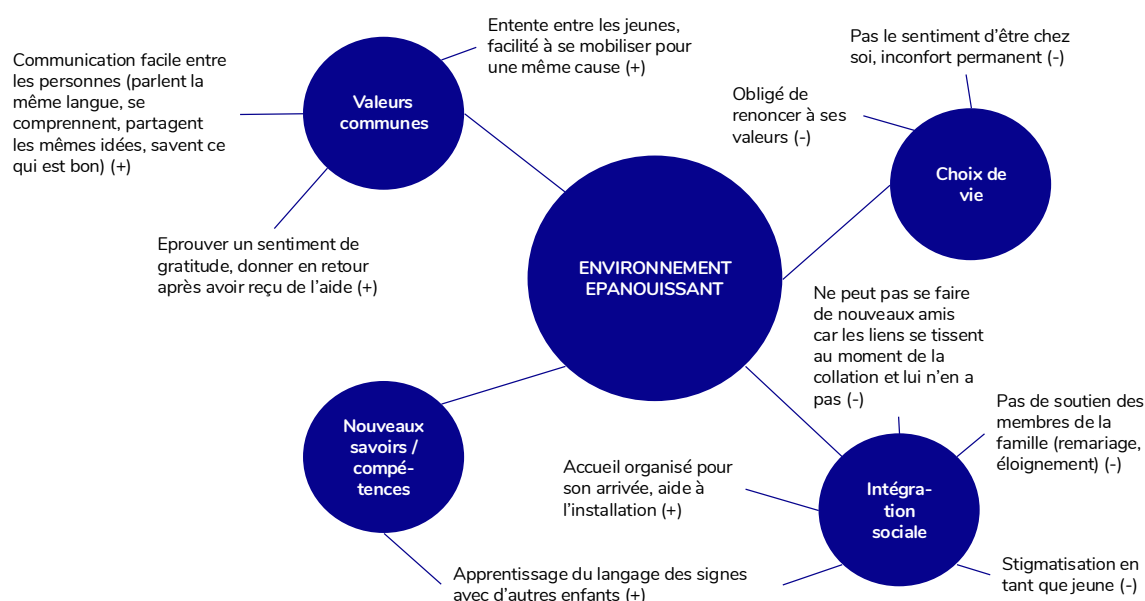 Communication facile entre
les personnes (parlent la
même langue, se
comprennent, partagent
les mêmes idées, savent ce
qui est bon) (+)
Valeurs
communes
Entente entre les jeunes,
facilité à se mobiliser pour
une même cause (+)
Eprouver un sentiment de
gratitude, donner en retour
après avoir reçu de l’aide (+)
Pas le sentiment d’être chez
soi, inconfort permanent (-)
Obligé de
renoncer à ses
valeurs (-)
Choix de
vie
ENVIRONNEMENT
EPANOUISSANT
Ne peut pas se faire
de nouveaux amis
car les liens se tissent
au moment de la
collation et lui n’en a
pas (-)
Pas de soutien des
membres de la
famille (remariage,
éloignement) (-)
Nouveaux
savoirs /
compé-
tences
Accueil organisé pour
son arrivée, aide à
l’installation (+)
Intégra-
tion
sociale
Apprentissage du langage des signes
avec d’autres enfants (+)
Stigmatisation en
tant que jeune (-)